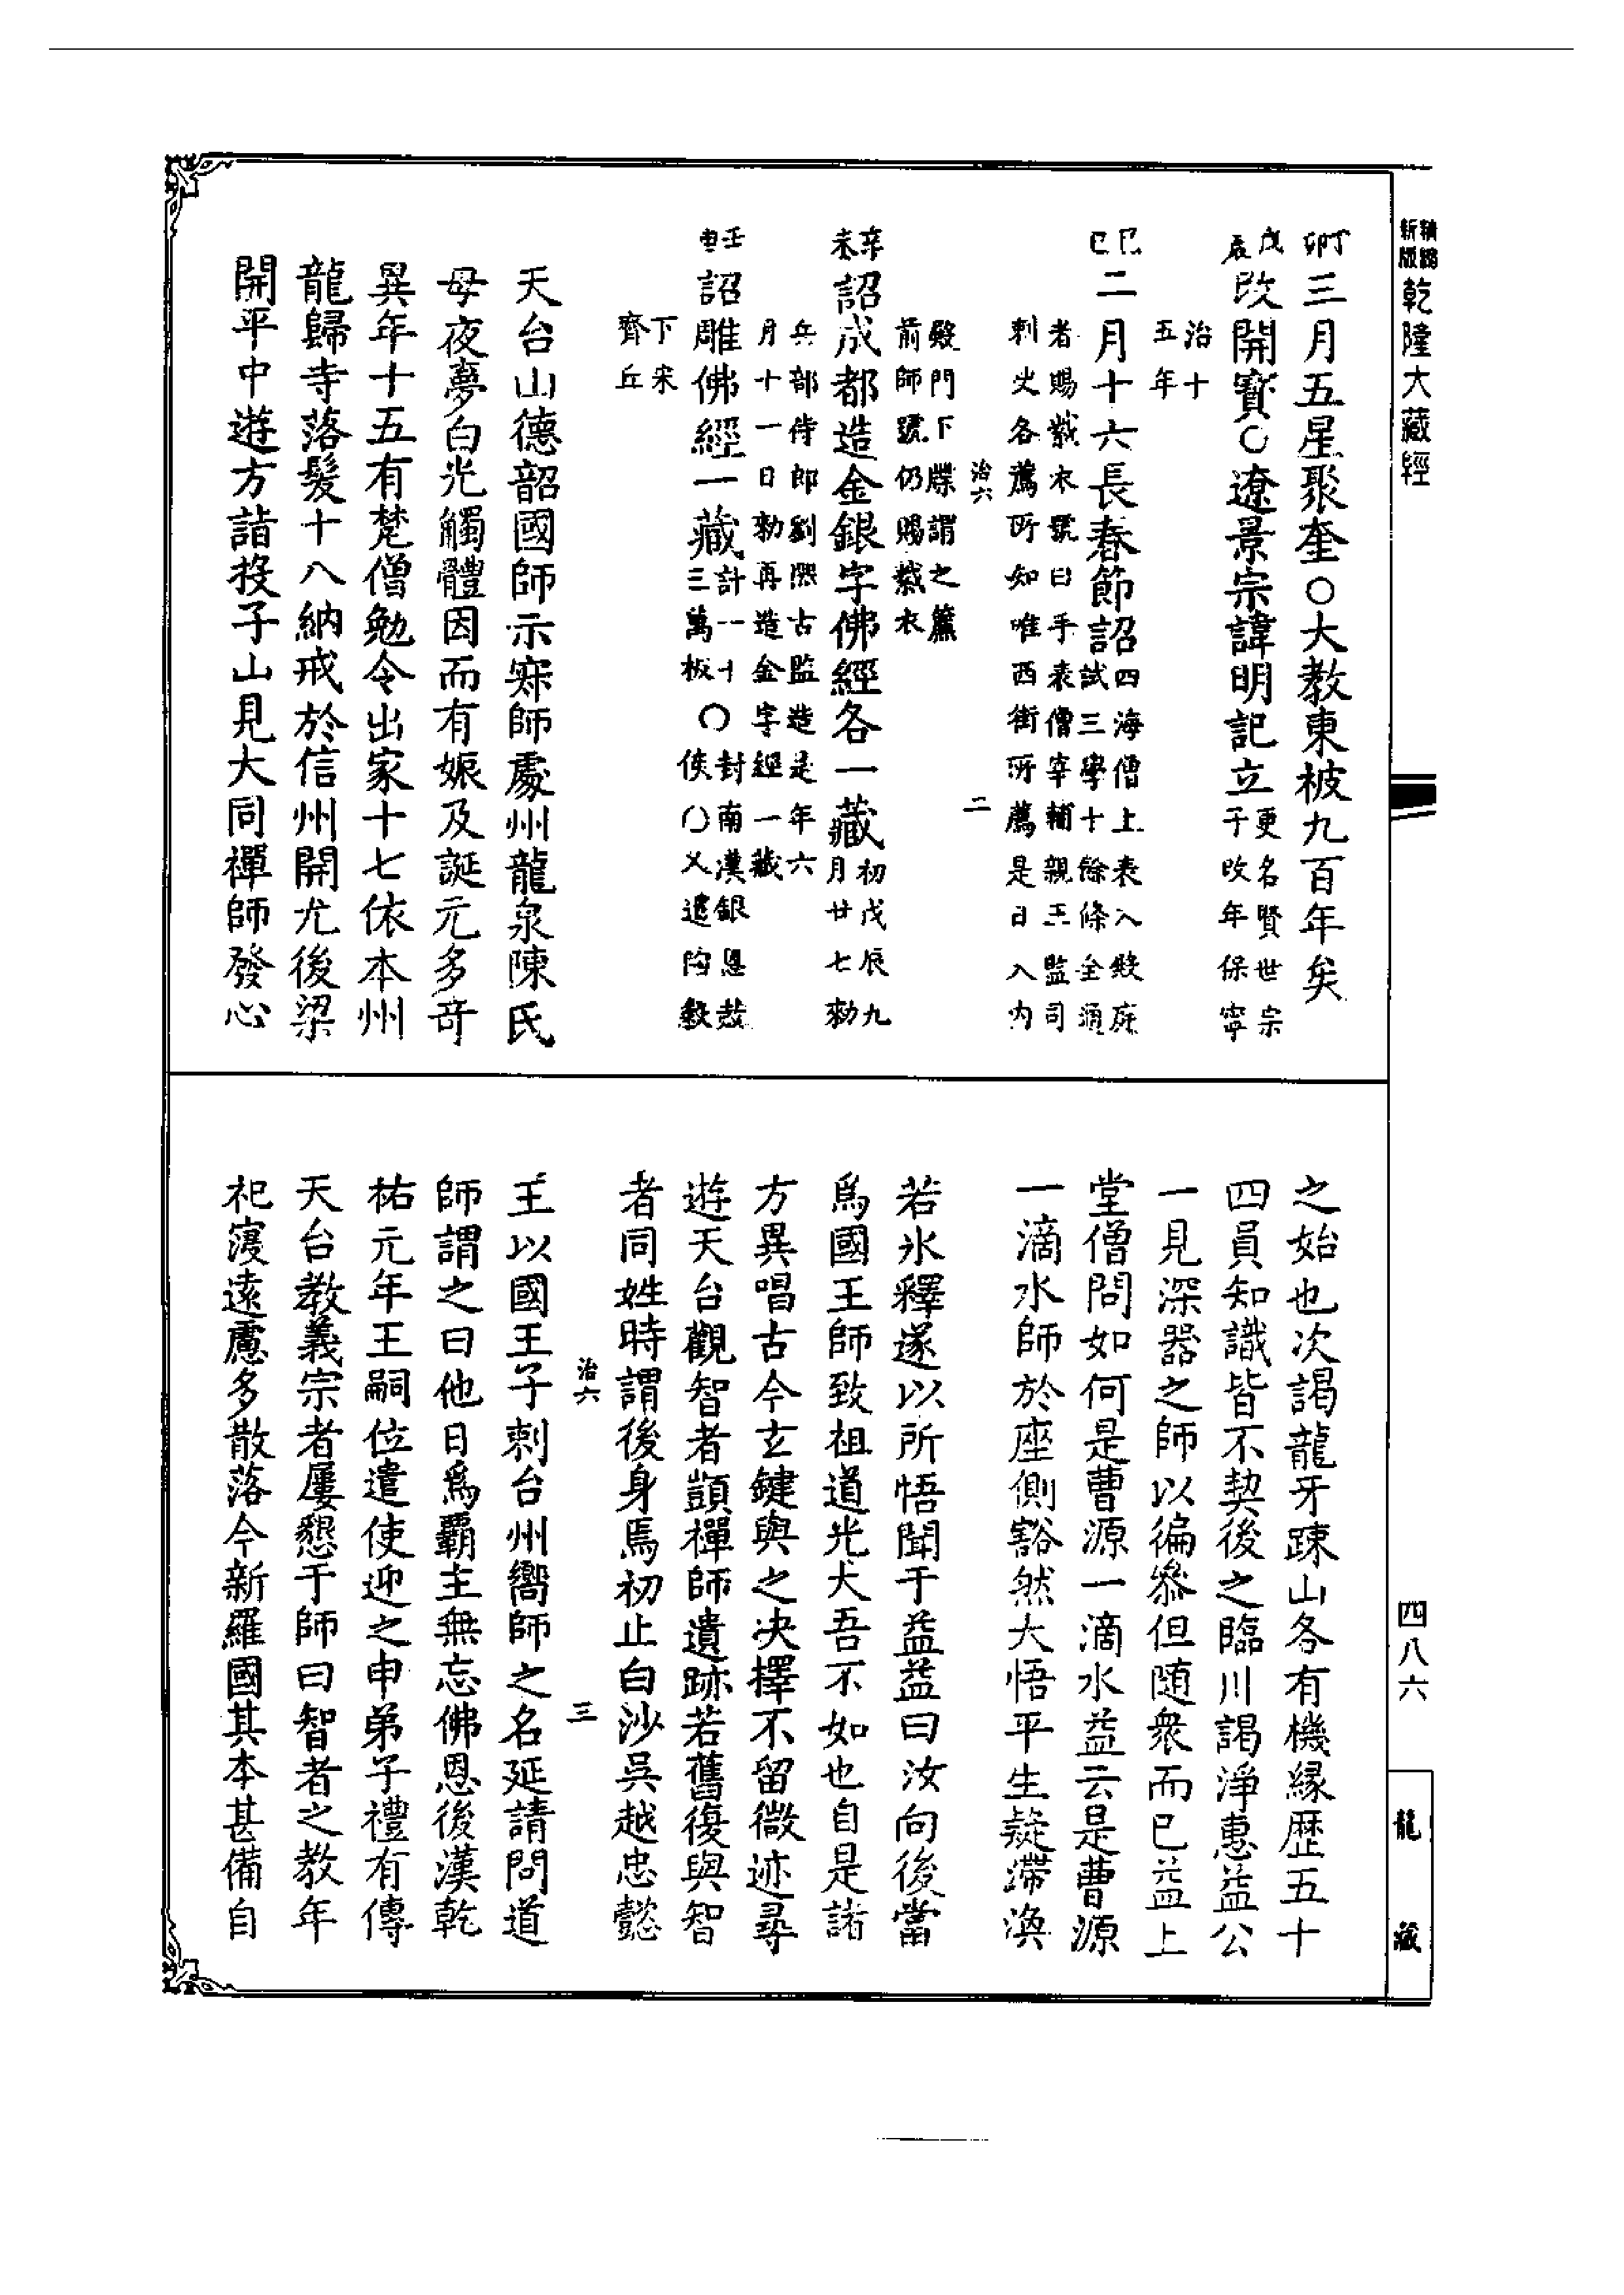 精縮新版乾隆大藏經
丁卯三月五星聚奎○大教東被九百年矣
戊辰改開寶○遼景宗諱明記立更名賢世宗子改年保寧
治十五年
己巳二月十六長春節詔四海僧上表入殿庭試三學十餘條全通
者賜紫衣號曰手表僧宰輔親王監司刺史各薦所知唯西街所薦是日入內
治六 二
殿門下牒謂之簾前師號仍賜紫衣
辛未詔成都造金銀字佛經各一藏初戊辰九月廿七勑
兵部侍郎劉熙古監造是年六月十一日勑再造金字經一藏
壬申詔雕佛經一藏計一十三萬板○封南漢銀恩赦侯○乂遣陶穀
下宋齊丘
天台山德韶國師示寂師處州龍泉陳氏
母夜夢白光觸體因而有娠及誕元多奇
異年十五有梵僧勉令出家十七依本州
龍歸寺落髮十八納戒於信州開尤後梁
開平中遊方詣投子山見大同禪師發心
之始也次謁龍牙踈山各有機緣歷五十
四員知識皆不契後之臨川謁淨惠益公
一見深器之師以徧叅但随衆而已益上
堂僧問如何是曹源一滴水益云是曹源
一滴水師於座側豁然大悟平生疑滯渙
若氷釋遂以所悟聞于益益曰汝向後當
爲國王師致祖道光大吾不如也自是諸
方異唱古今玄鍵與之决擇不留微迹尋
遊天台觀智者顗禪師遺跡若舊復與智
者同姓時謂後身焉初止白沙吳越忠懿
治六 三
王以國王子刺台州嚮師之名延請問道
師謂之曰他日爲霸主無忘佛恩後漢乾
祐元年王嗣位遣使迎之申弟子禮有傳
天台教義宗者屢懇于師曰智者之教年
祀寖遠慮多散落今新羅國其本甚備自
四八六
龍藏